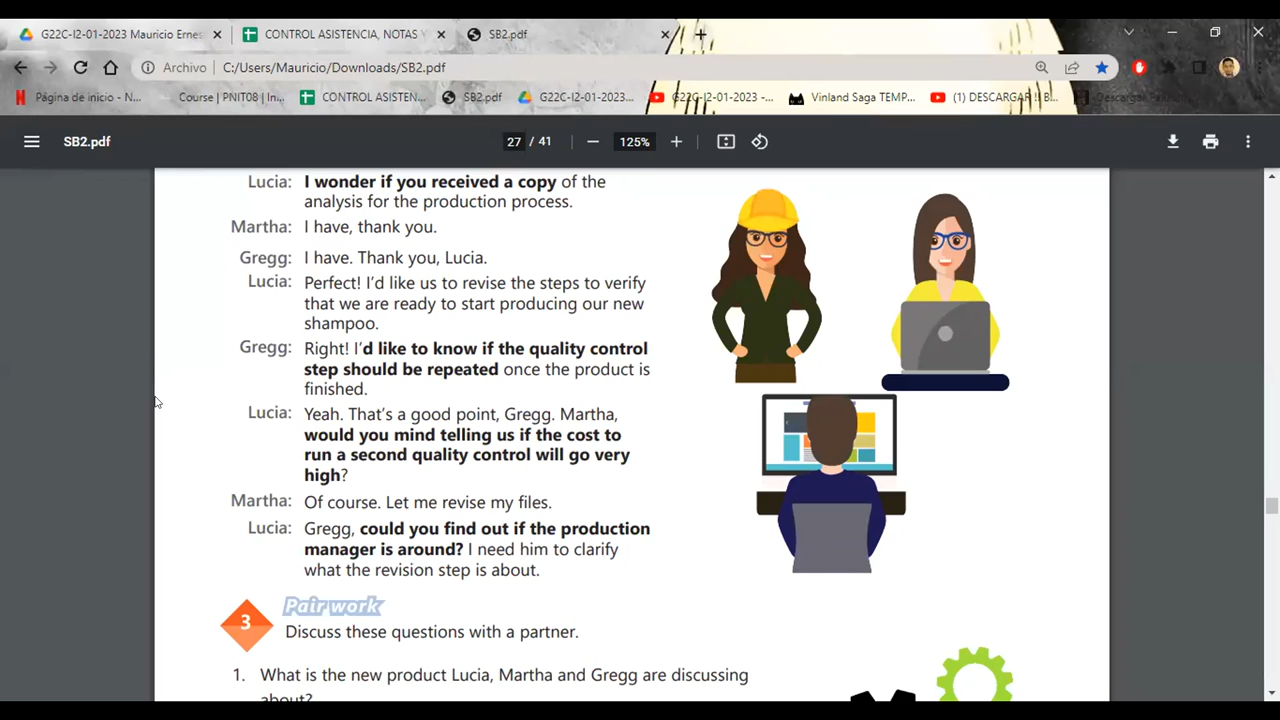 G22C-I2-01-2023 Mauricio Ernes
CONTROL ASISTENCIA, NOTAS Y
SB2.pdf
Archivo
C:/Users/Mauricio/Downloads/SB2.pdf
Página de inicio - N...
Course | PNIT08 | In...
CONTROL ASISTEN...
SB2.pdf
G22C-I2-01-2023...
G22C-I2-01-2023 -...
Vinland Saga TEMP...
(1) DESCARGAR !! B...
SB2.pdf
27 / 41
125%
Lucia: I wonder if you received a copy of the
analysis for the production process.
Martha: I have, thank you.
Gregg: I have. Thank you, Lucia.
Lucia: Perfect! I'd like us to revise the steps to verify
that we are ready to start producing our new
shampoo.
Gregg: Right! I'd like to know if the quality control
step should be repeated once the product is
finished.
Lucia: Yeah. That's a good point, Gregg. Martha,
would you mind telling us if the cost to
run a second quality control will go very
high?
Martha: Of course. Let me revise my files.
Lucia: Gregg, could you find out if the production
manager is around? I need him to clarify
what the revision step is about.
3
Pair work
Discuss these questions with a partner.
1. What is the new product Lucia, Martha and Gregg are discussing
about?